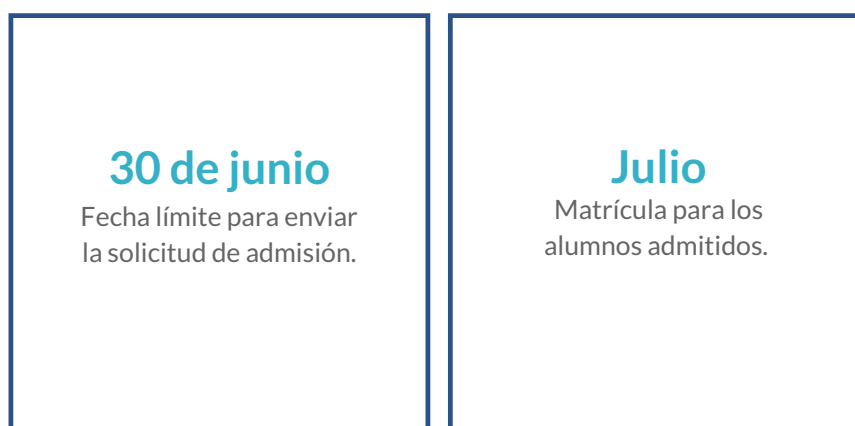 30 de junio
Fecha límite para enviar
la solicitud de admisión.
Julio
Matrícula para los
alumnos admitidos.